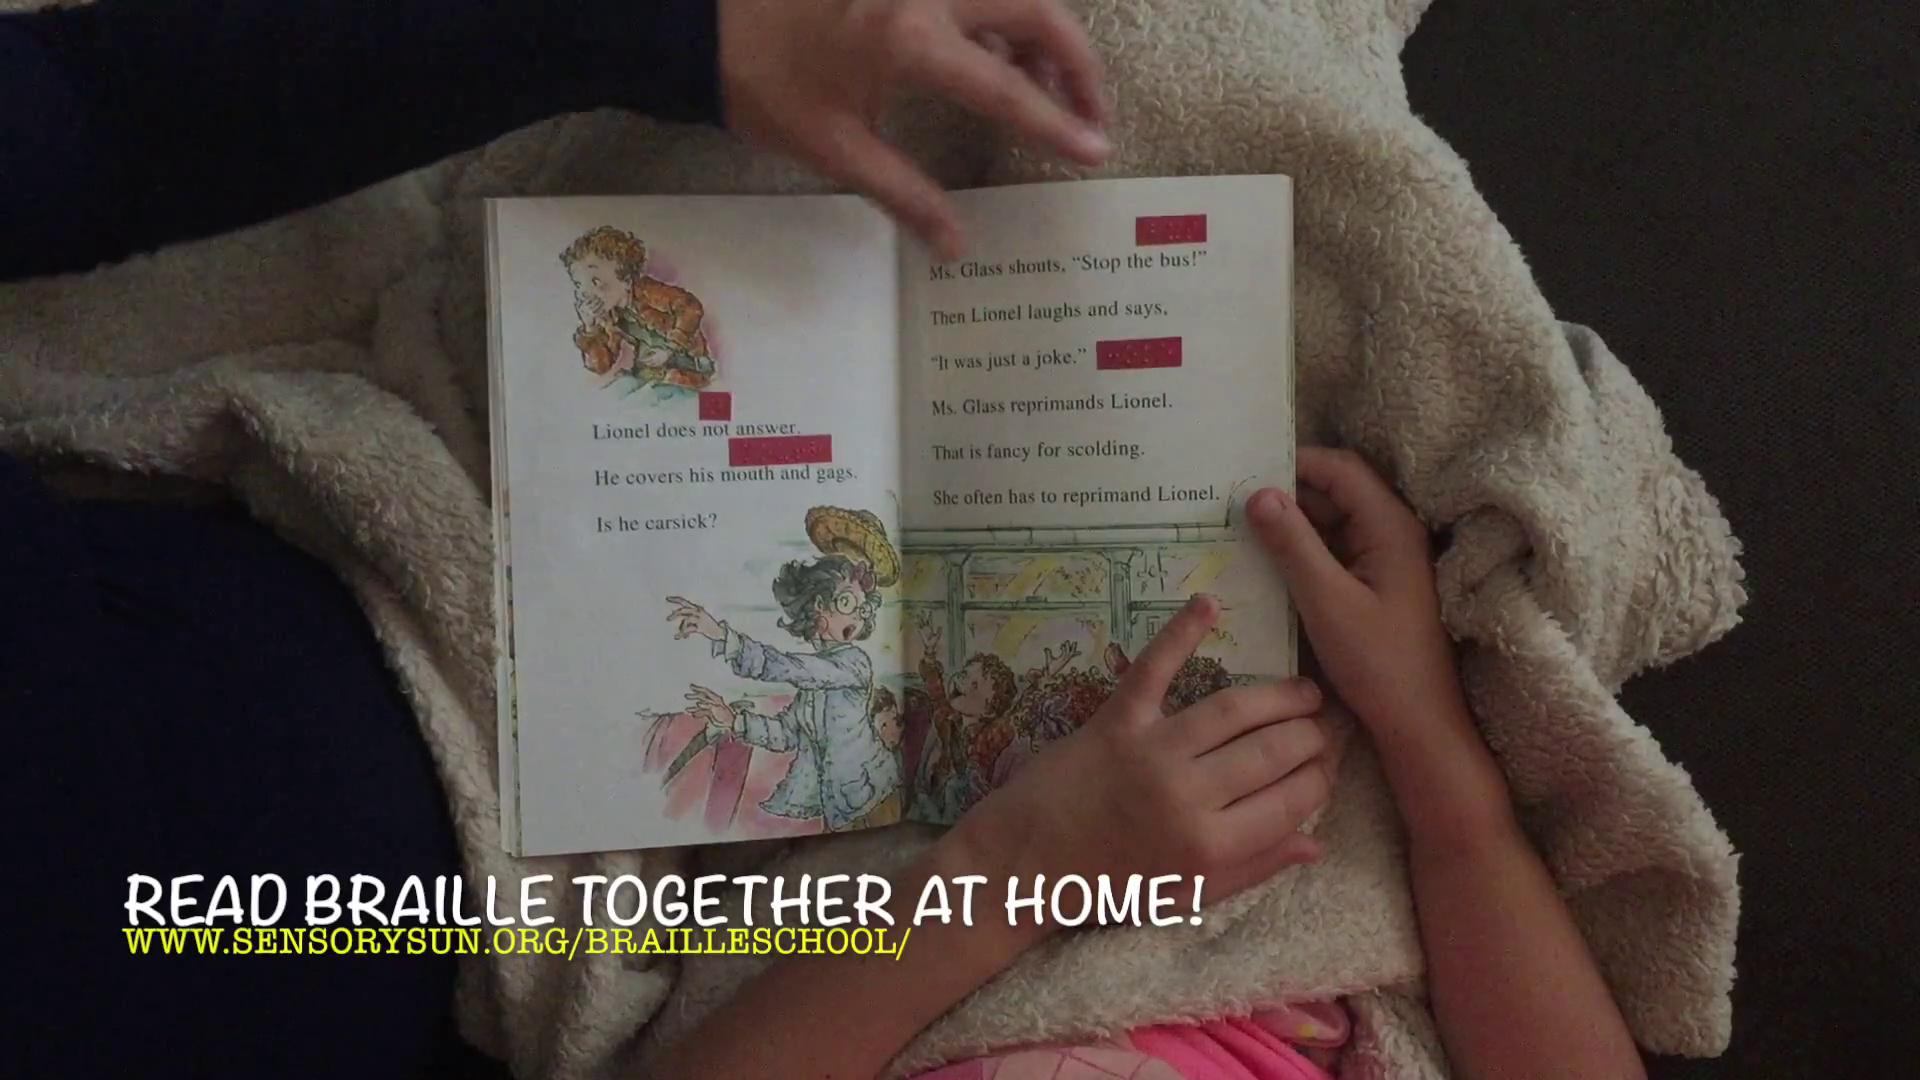 Lionel does not answer.
He covers his mouth and gags.
Is he carsick?
Ms. Glass shouts, “Stop the bus!”
Then Lionel laughs and says,
“It was just a joke.”
Ms. Glass reprimands Lionel.
That is fancy for scolding.
She often has to reprimand Lionel.
READ BRAILLE TOGETHER AT HOME!
WWW.SENSORYSUN.ORG/BRAILLESCHOOL/